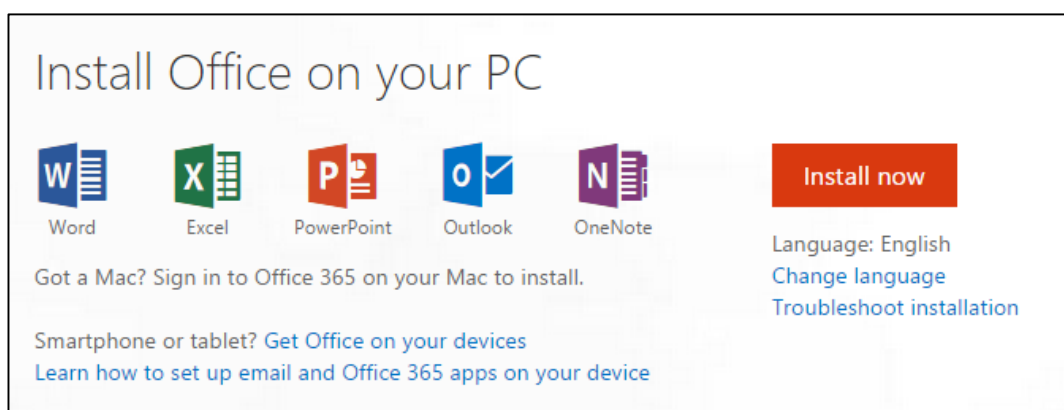 Install Office on your PC
W
X
P
O
N
Word
Excel
PowerPoint
Outlook
OneNote
Got a Mac? Sign in to Office 365 on your Mac to install.
Smartphone or tablet? Get Office on your devices
Learn how to set up email and Office 365 apps on your device
Install now
Language: English
Change language
Troubleshoot installation